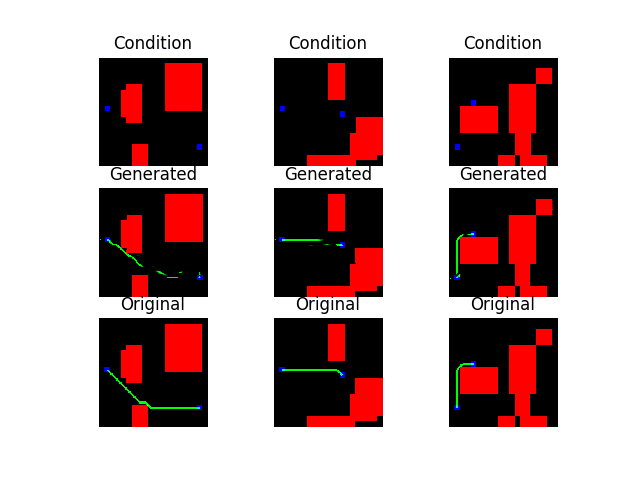 Condition Condition Condition
Generated Generated Generated
Original Original Original